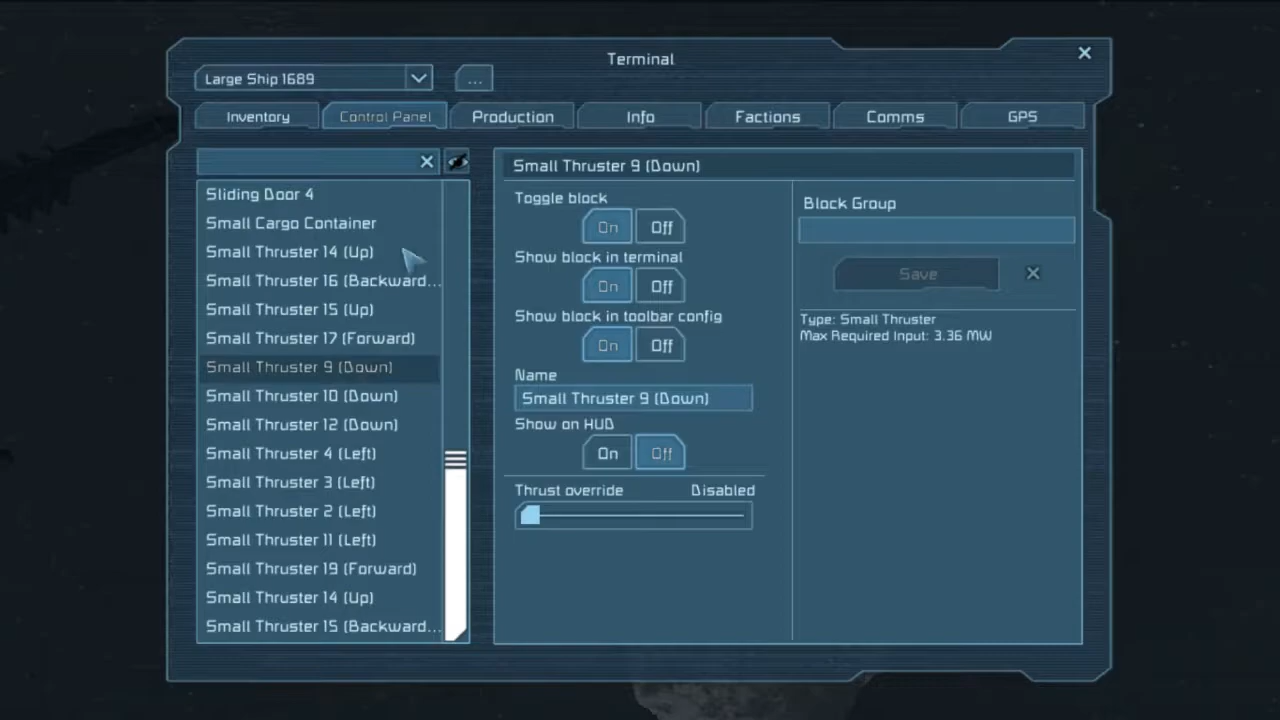 Terminal
Large Ship 1689
...
Inventory
Control Panel
Production
Info
Factions
Comms
GPS
Sliding Door 4
Small Cargo Container
Small Thruster 14 (Up)
Small Thruster 16 (Backward...
Small Thruster 15 (Up)
Small Thruster 17 (Forward)
Small Thruster 9 (Down)
Small Thruster 10 (Down)
Small Thruster 12 (Down)
Small Thruster 4 (Left)
Small Thruster 3 (Left)
Small Thruster 2 (Left)
Small Thruster 11 (Left)
Small Thruster 19 (Forward)
Small Thruster 14 (Up)
Small Thruster 15 (Backward...
Small Thruster 9 (Down)
Toggle block
On Off
Show block in terminal
On Off
Show block in toolbar config
On Off
Name
Small Thruster 9 (Down)
Show on HUD
On Off
Thrust override Disabled
Block Group
Save
Type: Small Thruster
Max Required Input: 3.36 MW